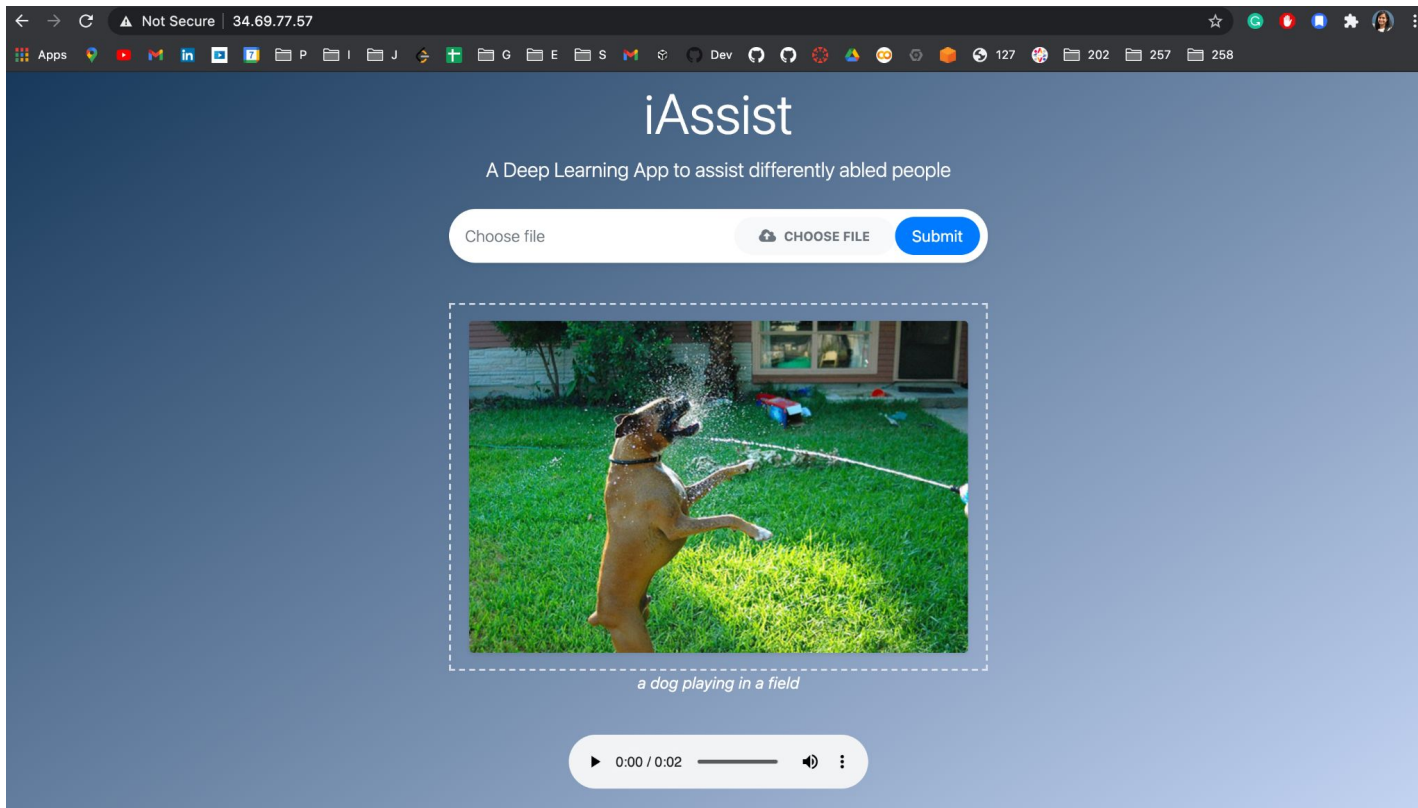 Not Secure | 34.69.77.57
Apps 7 P I J G E S Dev 127 202 257 258
iAssist
A Deep Learning App to assist differently abled people
Choose file CHOOSE FILE Submit
a dog playing in a field
0:00 / 0:02